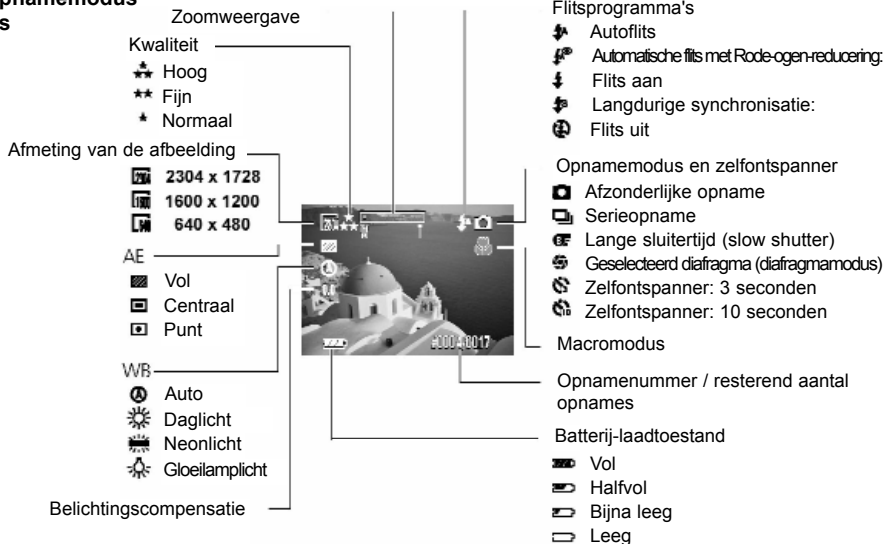 opnamemodus
s
Zoomweergave
Kwaliteit
Hoog
Fijn
Normaal
Afmeting van de afbeelding
2304 x 1728
1600 x 1200
640 x 480
AE
Vol
Centraal
Punt
WB
Auto
Daglicht
Neonlicht
Gloeilamplicht
Belichtingscompensatie
#0004/0017
Flitsprogramma's
Autoflits
Automatische flits met Rode-ogen-reducering:
Flits aan
Langdurige synchronisatie:
Flits uit
Opnamemodus en zelfontspanner
Afzonderlijke opname
Serieopname
Lange sluitertijd (slow shutter)
Geselecteerd diafragma (diafragmamodus)
Zelfontspanner: 3 seconden
Zelfontspanner: 10 seconden
Macromodus
Opnamenummer / resterend aantal
opnames
Batterij-laadtoestand
Vol
Halfvol
Bijna leeg
Leeg